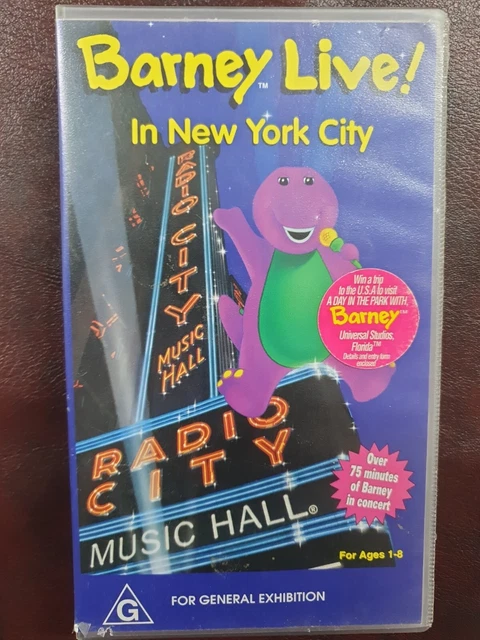 Barney Live!
TM
In New York City
RADIO CITY
MUSIC
HALL
Win a trip
to the U.S.A to visit
A DAY IN THE PARK WITH
Barney
Universal Studios,
Florida™
Details and entry form
enclosed
RADIO
CITY
MUSIC HALL®
Over
75 minutes
of Barney
in concert
For Ages 1-8
G
FOR GENERAL EXHIBITION